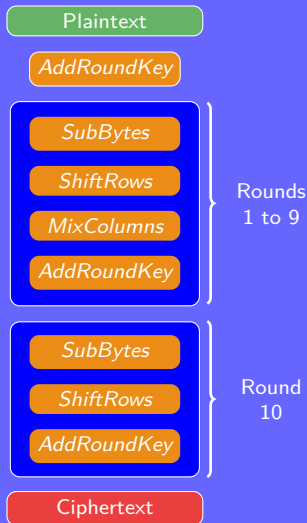 Plaintext
AddRoundKey
SubBytes
ShiftRows
MixColumns
AddRoundKey
Rounds
1 to 9
SubBytes
ShiftRows
AddRoundKey
Round
10
Ciphertext